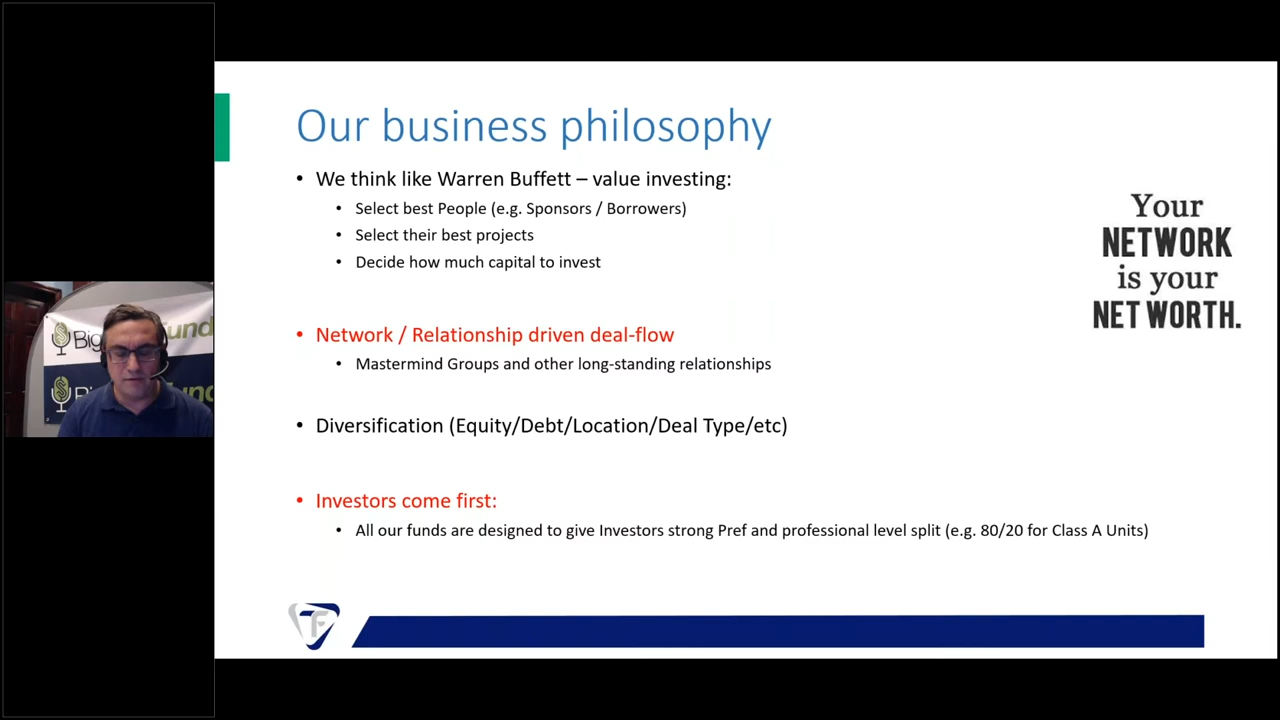 Our business philosophy
• We think like Warren Buffett – value investing:
• Select best People (e.g. Sponsors / Borrowers)
• Select their best projects
• Decide how much capital to invest
• Network / Relationship driven deal-flow
• Mastermind Groups and other long-standing relationships
• Diversification (Equity/Debt/Location/Deal Type/etc)
• Investors come first:
• All our funds are designed to give Investors strong Pref and professional level split (e.g. 80/20 for Class A Units)
Your
NETWORK
is your
NET WORTH.
TF
Big
und